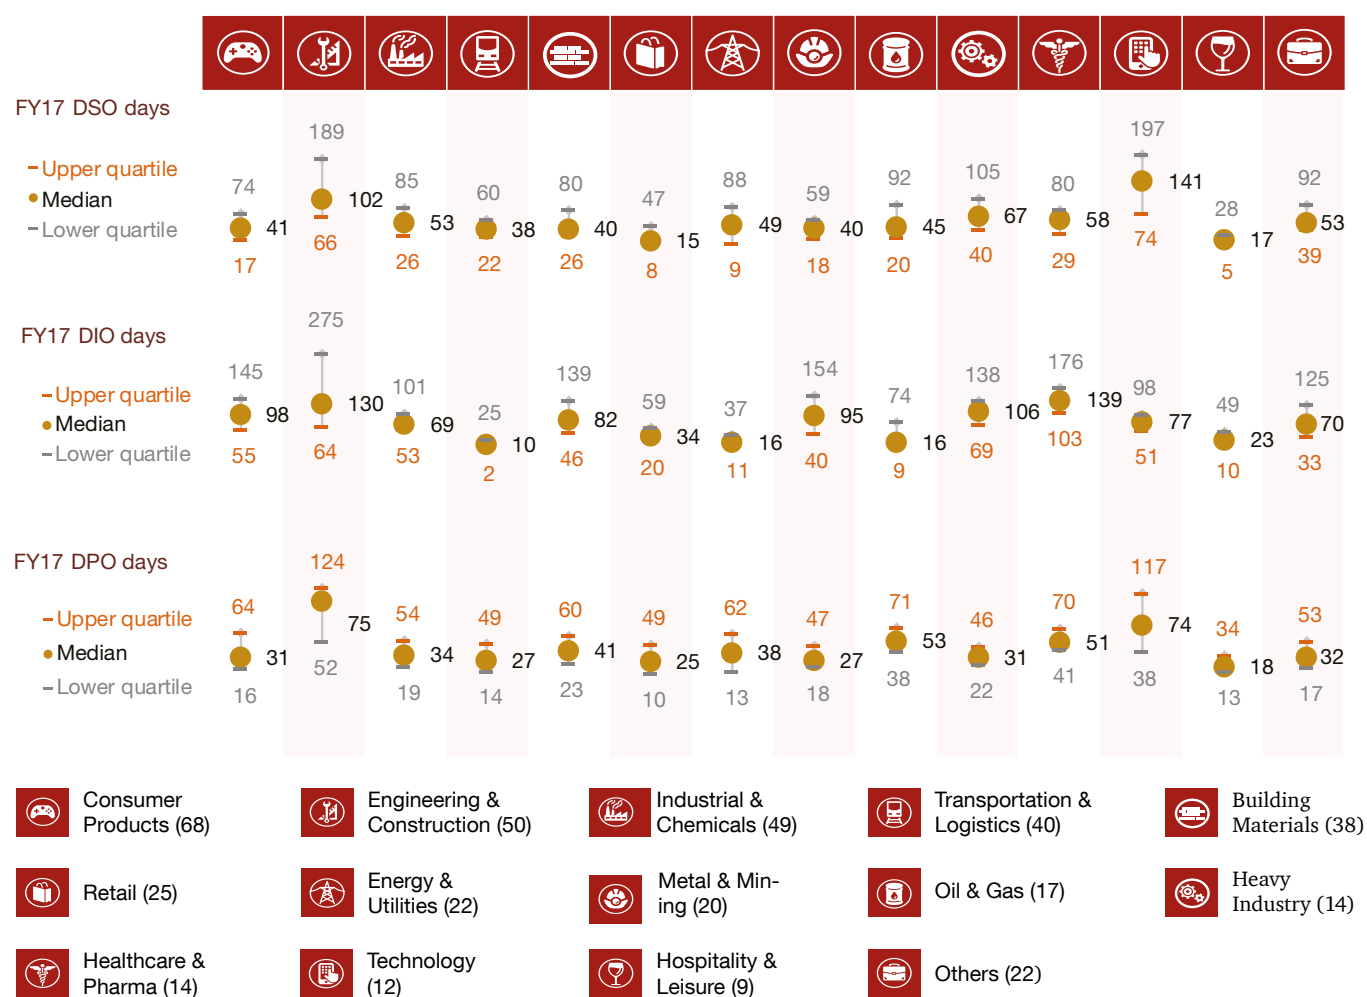 FY17 DSO days
Upper quartile
Median
Lower quartile
74 189 85 60 80 47 88 59 92 105 80 197 28 92
41 102 53 38 40 15 49 40 45 67 58 141 17 53
17 66 26 22 26 8 9 18 20 40 29 74 5 39
FY17 DIO days
Upper quartile
Median
Lower quartile
145 275 101 25 139 59 37 154 74 138 176 98 49 125
98 130 69 10 82 34 16 95 16 106 139 77 23 70
55 64 53 2 46 20 11 40 9 69 103 51 10 33
FY17 DPO days
Upper quartile
Median
Lower quartile
64 124 54 49 60 49 62 47 71 46 70 117 34 53
31 75 34 27 41 25 38 27 53 31 51 74 18 32
16 52 19 14 23 10 13 18 38 22 41 38 13 17
Consumer
Products (68)
Engineering &
Construction (50)
Industrial &
Chemicals (49)
Transportation &
Logistics (40)
Building
Materials (38)
Retail (25)
Energy &
Utilities (22)
Metal & Min-
ing (20)
Oil & Gas (17)
Heavy
Industry (14)
Healthcare &
Pharma (14)
Technology
(12)
Hospitality &
Leisure (9)
Others (22)